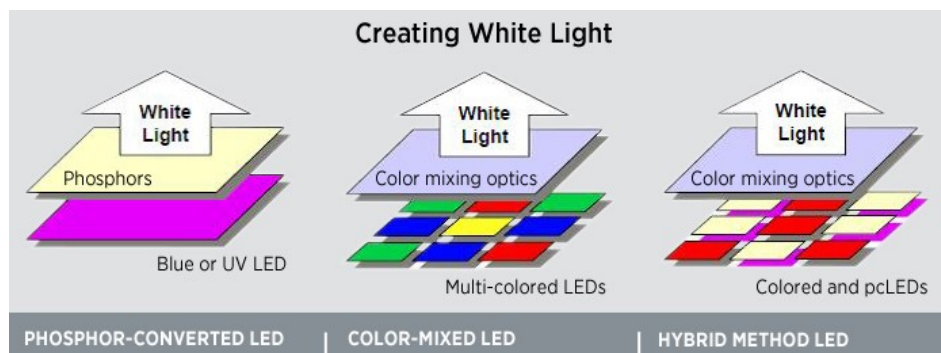 Creating White Light
White
Light
Phosphors
Blue or UV LED
White
Light
Color mixing optics
Multi-colored LEDs
White
Light
Color mixing optics
Colored and pcLEDs
PHOSPHOR-CONVERTED LED
COLOR-MIXED LED
HYBRID METHOD LED